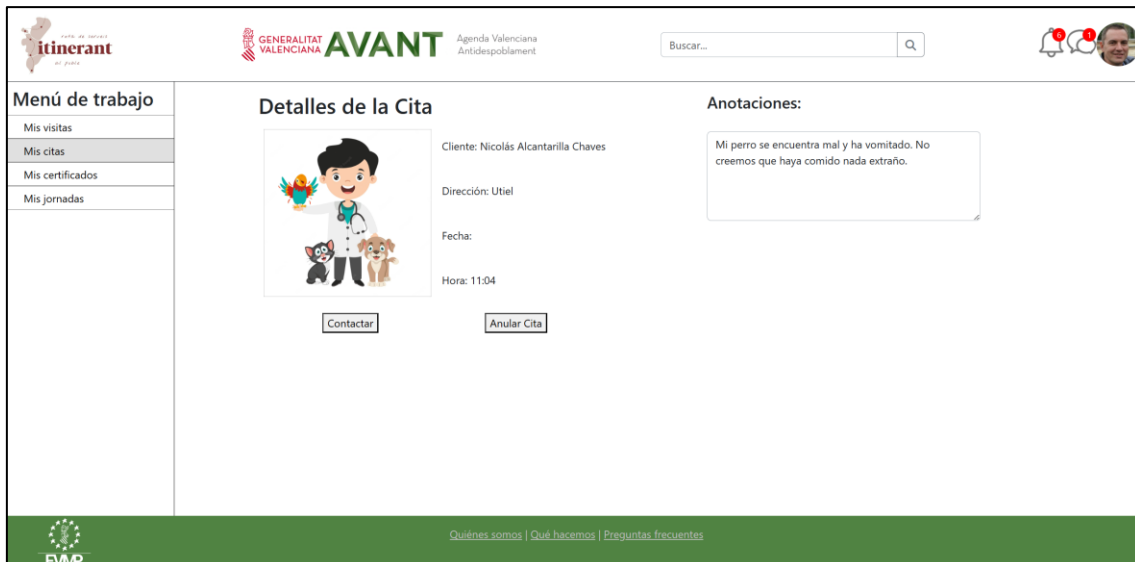 itinerant
GENERALITAT
VALENCIANA
AVANT
Agenda Valenciana
Antidespoblament
Buscar...
6
1
Menú de trabajo
Mis visitas
Mis citas
Mis certificados
Mis jornadas
Detalles de la Cita
Cliente: Nicolás Alcantarilla Chaves
Dirección: Utiel
Fecha:
Hora: 11:04
Contactar
Anular Cita
Anotaciones:
Mi perro se encuentra mal y ha vomitado. No
creemos que haya comido nada extraño.
Quiénes somos | Qué hacemos | Preguntas frecuentes